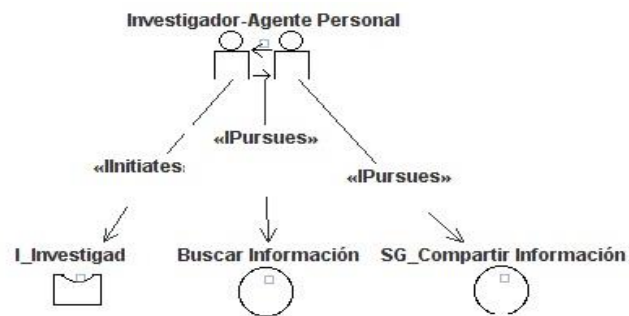 Investigador-Agente Personal
«IPursues»
«IInitiates
«IPursues»
I_Investigad
Buscar Información
SG_Compartir Información